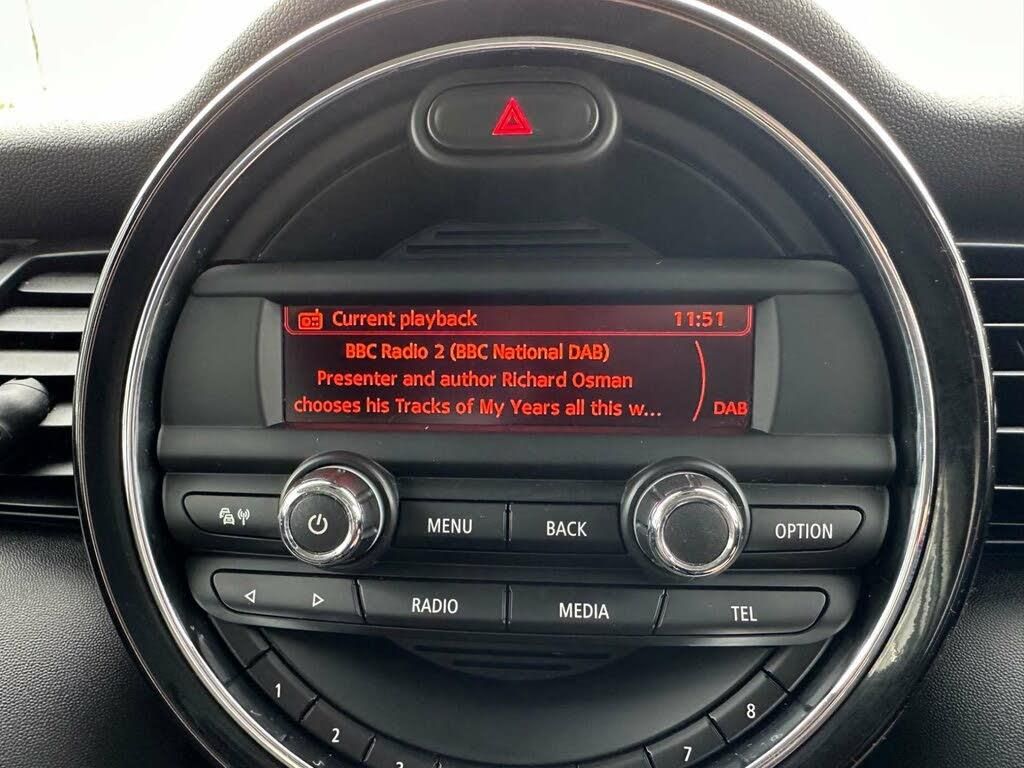 Current playback 11:51
BBC Radio 2 (BBC National DAB)
Presenter and author Richard Osman
chooses his Tracks of My Years all this w...
DAB
MENU BACK OPTION
RADIO MEDIA TEL
1 8
2 7
3